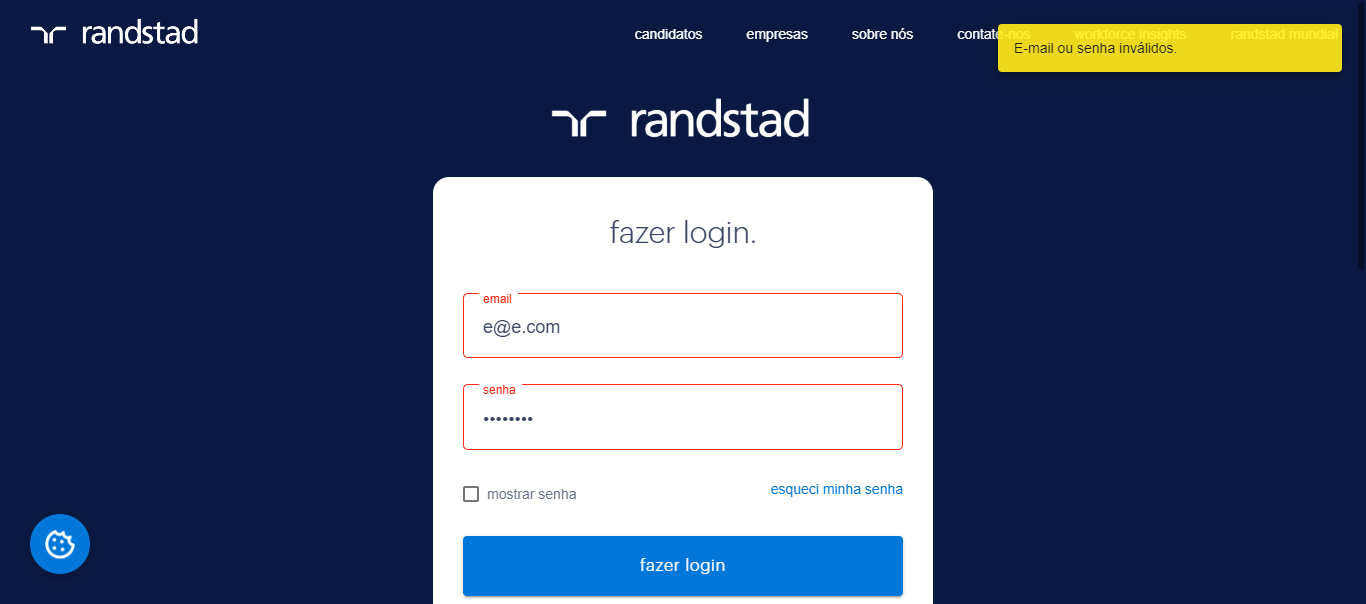 randstad
candidatos
empresas
sobre nós
contate-nos
workforce insights
randstad mundial
E-mail ou senha inválidos.
randstad
fazer login.
email
e@e.com
senha
••••••••
mostrar senha
esqueci minha senha
fazer login